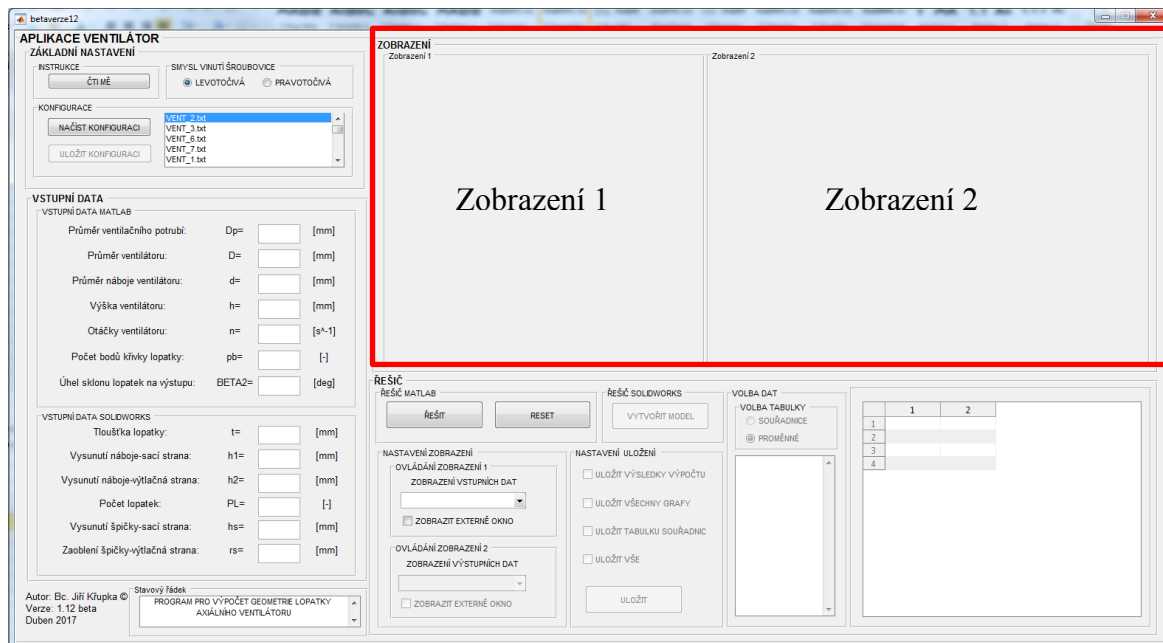 betaverze12
APLIKACE VENTILÁTOR
ZÁKLADNÍ NASTAVENÍ
INSTRUKCE
ČTI MĚ
SMYSL VINUTÍ ŠROUBOVICE
LEVOTOČIVÁ
PRAVOTOČIVÁ
KONFIGURACE
NAČÍST KONFIGURACI
ULOŽIT KONFIGURACI
VENT_2.txt
VENT_3.txt
VENT_6.txt
VENT_7.txt
VENT_1.txt
VSTUPNÍ DATA
VSTUPNÍ DATA MATLAB
Průměr ventilačního potrubí: Dp= [mm]
Průměr ventilátoru: D= [mm]
Průměr náboje ventilátoru: d= [mm]
Výška ventilátoru: h= [mm]
Otáčky ventilátoru: n= [s^-1]
Počet bodů křivky lopatky: pb= [-]
Úhel sklonu lopatek na výstupu: BETA2= [deg]
VSTUPNÍ DATA SOLIDWORKS
Tloušťka lopatky: t= [mm]
Vysunutí náboje-sací strana: h1= [mm]
Vysunutí náboje-výtlačná strana: h2= [mm]
Počet lopatek: PL= [-]
Vysunutí špičky-sací strana: hs= [mm]
Zaoblení špičky-výtlačná strana: rs= [mm]
Autor: Bc. Jiří Křupka ©
Verze: 1.12 beta
Duben 2017
Stavový řádek
PROGRAM PRO VÝPOČET GEOMETRIE LOPATKY
AXIÁLNÍHO VENTILÁTORU
ZOBRAZENÍ
Zobrazení 1
Zobrazení 2
Zobrazení 1
Zobrazení 2
ŘEŠIČ
ŘEŠIČ MATLAB
ŘEŠIT
RESET
ŘEŠIČ SOLIDWORKS
VYTVOŘIT MODEL
NASTAVENÍ ZOBRAZENÍ
OVLÁDÁNÍ ZOBRAZENÍ 1
ZOBRAZENÍ VSTUPNÍCH DAT
ZOBRAZIT EXTERNĚ OKNO
OVLÁDÁNÍ ZOBRAZENÍ 2
ZOBRAZENÍ VÝSTUPNÍCH DAT
ZOBRAZIT EXTERNĚ OKNO
NASTAVENÍ ULOŽENÍ
ULOŽIT VÝSLEDKY VÝPOČTU
ULOŽIT VŠECHNY GRAFY
ULOŽIT TABULKU SOUŘADNIC
ULOŽIT VŠE
ULOŽIT
VOLBA DAT
VOLBA TABULKY
SOUŘADNICE
PROMĚNNÉ
1 2
1
2
3
4